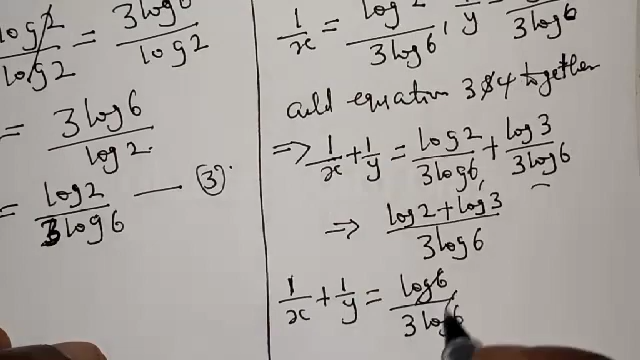 log2/log2 = 3log6/log2
= 3log6/log2
= log2/3log6 — (3)
1/x = log2/3log6, 1/y = /3log6
add equation 3 & 4 together
=> 1/x + 1/y = log2/3log6 + log3/3log6
=> log2 + log3/3log6
1/x + 1/y = log6/3log6